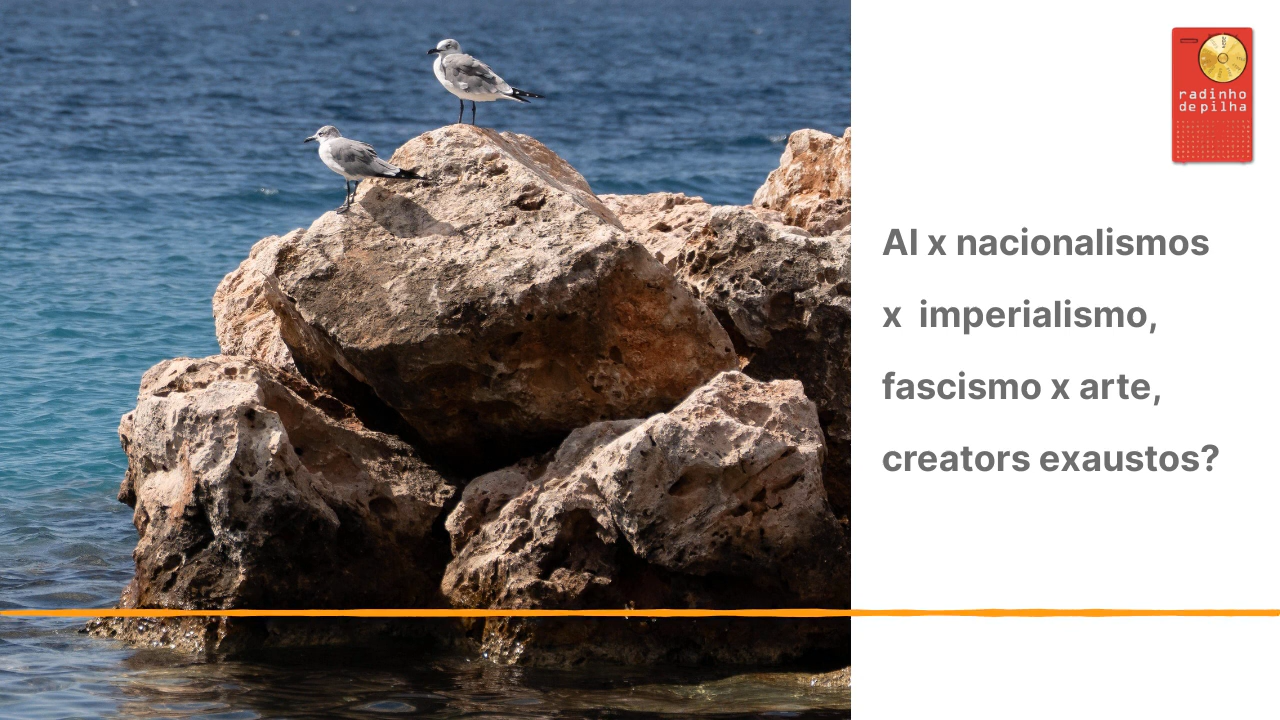 radinho
de pilha
AI x nacionalismos
x imperialismo,
fascismo x arte,
creators exaustos?